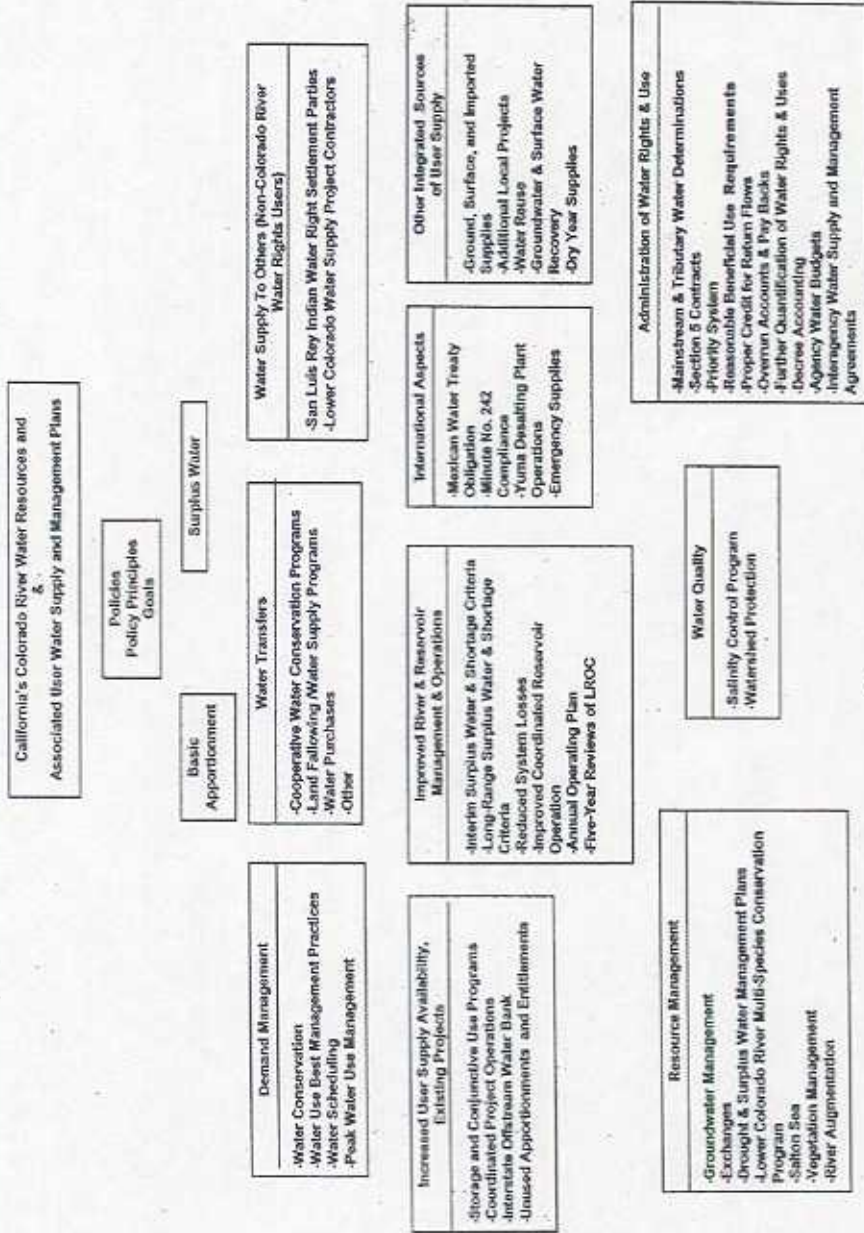 California's Colorado River Water Resources and
&
Associated User Water Supply and Management Plans
Policies
Policy Principles
Goals
Basic
Apportionment
Surplus Water
Demand Management
-Water Conservation
-Water Use Best Management Practices
-Water Scheduling
-Peak Water Use Management
Water Transfers
-Cooperative Water Conservation Programs
-Land Fallowing /Water Supply Programs
-Water Purchases
-Other
Water Supply To Others (Non-Colorado River
Water Rights Users)
-San Luis Rey Indian Water Right Settlement Parties
-Lower Colorado Water Supply Project Contractors
Increased User Supply Availability,
Existing Projects
-Storage and Conjunctive Use Programs
-Coordinated Project Operations
-Interstate Offstream Water Bank
-Unused Apportionments and Entitlements
Improved River & Reservoir
Management & Operations
-Interim Surplus Water & Shortage Criteria
-Long-Range Surplus Water & Shortage
Criteria
-Reduced System Losses
-Improved Coordinated Reservoir
Operation
-Annual Operating Plan
-Five-Year Reviews of LROC
International Aspects
-Mexican Water Treaty
Obligation
-Minute No. 242
Compliance
-Yuma Desalting Plant
Operations
-Emergency Supplies
Other Integrated Sources
of User Supply
-Ground, Surface, and Imported
Supplies
-Additional Local Projects
-Water Reuse
-Groundwater & Surface Water
Recovery
-Dry Year Supplies
Resource Management
-Groundwater Management
-Exchanges
-Drought & Surplus Water Management Plans
-Lower Colorado River Multi-Species Conservation
Program
-Salton Sea
-Vegetation Management
-River Augmentation
Water Quality
-Salinity Control Program
-Watershed Protection
Administration of Water Rights & Use
-Mainstream & Tributary Water Determinations
-Section 5 Contracts
-Priority System
-Reasonable Beneficial Use Requirements
-Proper Credit for Return Flows
-Overrun Accounts & Pay Backs
-Further Quantification of Water Rights & Uses
-Decree Accounting
-Agency Water Budgets
-Interagency Water Supply and Management
Agreements